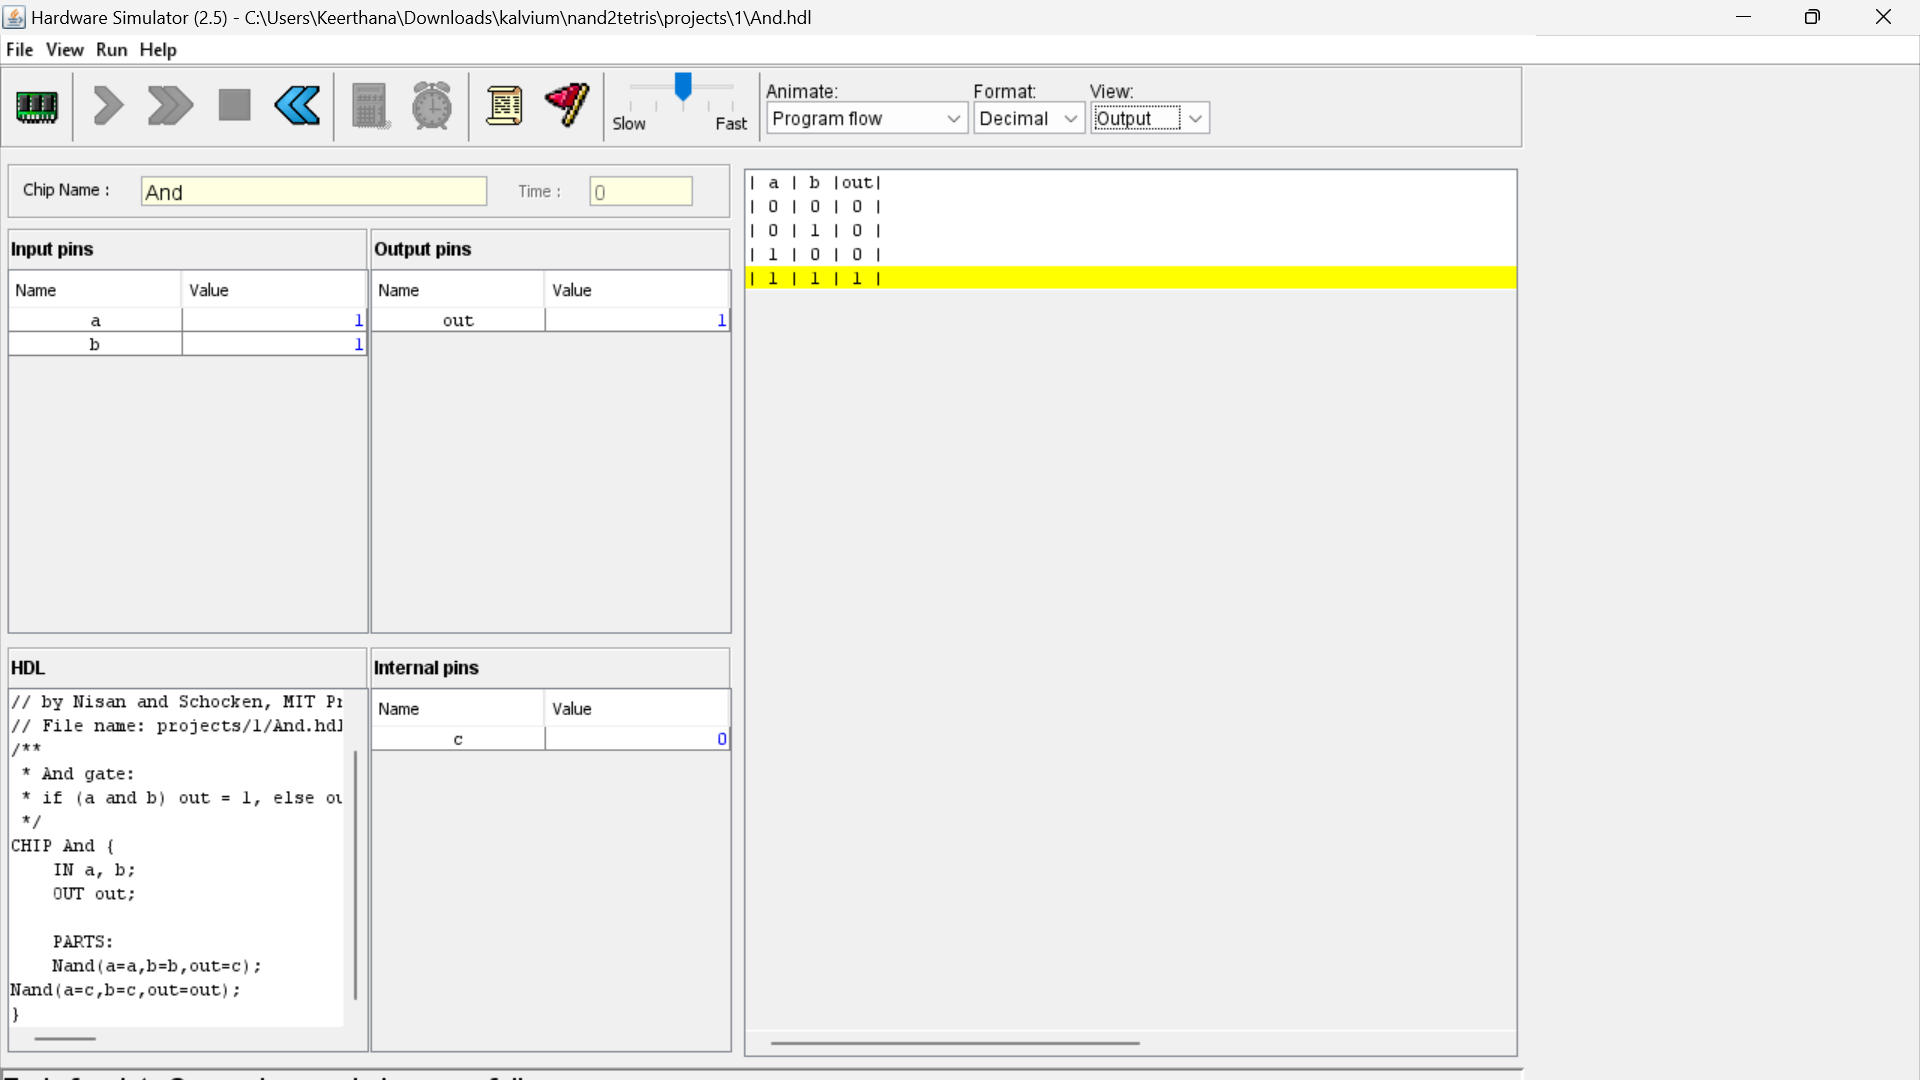 Hardware Simulator (2.5) - C:\Users\Keerthana\Downloads\kalvium\nand2tetris\projects\1\And.hdl
File View Run Help
Slow Fast
Animate: Format: View:
Program flow Decimal Output
Chip Name : And Time : 0
Input pins
Name Value
a 1
b 1
Output pins
Name Value
out 1
| a | b |out|
| 0 | 0 | 0 |
| 0 | 1 | 0 |
| 1 | 0 | 0 |
| 1 | 1 | 1 |
HDL
// by Nisan and Schocken, MIT Pr
// File name: projects/1/And.hdl
/**
* And gate:
* if (a and b) out = 1, else ou
*/
CHIP And {
IN a, b;
OUT out;
PARTS:
Nand(a=a,b=b,out=c);
Nand(a=c,b=c,out=out);
}
Internal pins
Name Value
c 0